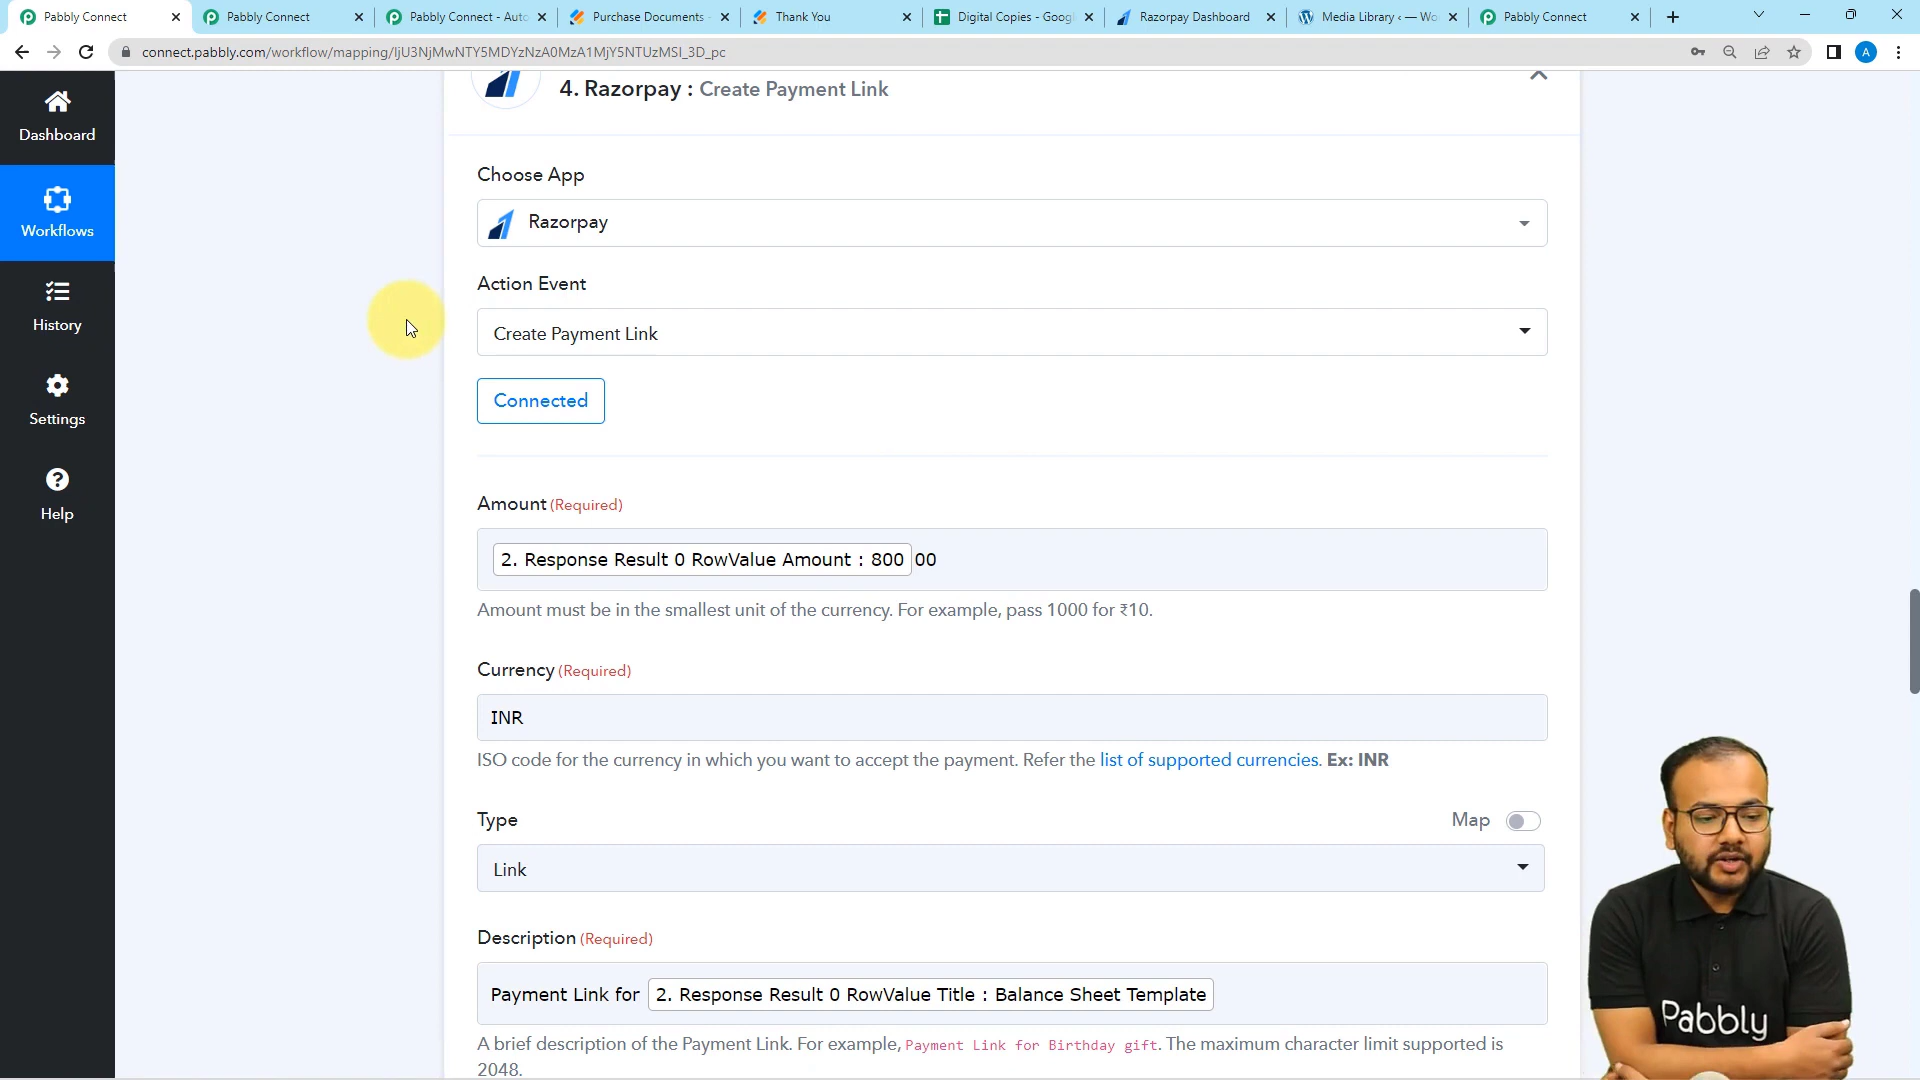 Pabbly Connect
Pabbly Connect
Pabbly Connect - Auto
Purchase Documents
Thank You
Digital Copies - Goog
Razorpay Dashboard
Media Library ‹ — Wo
Pabbly Connect
connect.pabbly.com/workflow/mapping/IjU3NjMwNTY5MDYzNzA0MzA1MjY5NTUzMSI_3D_pc
A
Dashboard
Workflows
History
Settings
Help
4. Razorpay : Create Payment Link
Choose App
Razorpay
Action Event
Create Payment Link
Connected
Amount (Required)
2. Response Result 0 RowValue Amount : 800 00
Amount must be in the smallest unit of the currency. For example, pass 1000 for ₹10.
Currency (Required)
INR
ISO code for the currency in which you want to accept the payment. Refer the list of supported currencies. Ex: INR
Type
Map
Link
Description (Required)
Payment Link for 2. Response Result 0 RowValue Title : Balance Sheet Template
A brief description of the Payment Link. For example, Payment Link for Birthday gift. The maximum character limit supported is
2048.
Pabbly